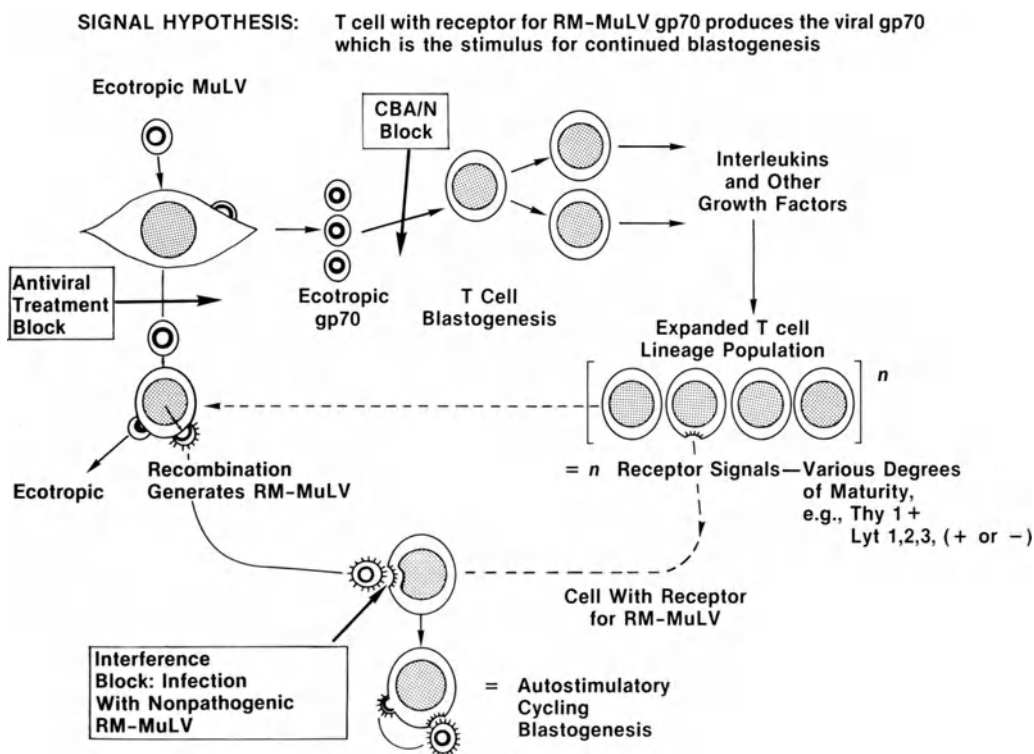 SIGNAL HYPOTHESIS: T cell with receptor for RM–MuLV gp70 produces the viral gp70
which is the stimulus for continued blastogenesis
Ecotropic MuLV
CBA/N
Block
Interleukins
and Other
Growth Factors
Antiviral
Treatment
Block
Ecotropic
gp70
T Cell
Blastogenesis
Expanded T cell
Lineage Population
n
Ecotropic
Recombination
Generates RM–MuLV
= n Receptor Signals—Various Degrees
of Maturity,
e.g., Thy 1 +
Lyt 1,2,3, (+ or −)
Cell With Receptor
for RM–MuLV
Interference
Block: Infection
With Nonpathogenic
RM–MuLV
= Autostimulatory
Cycling
Blastogenesis